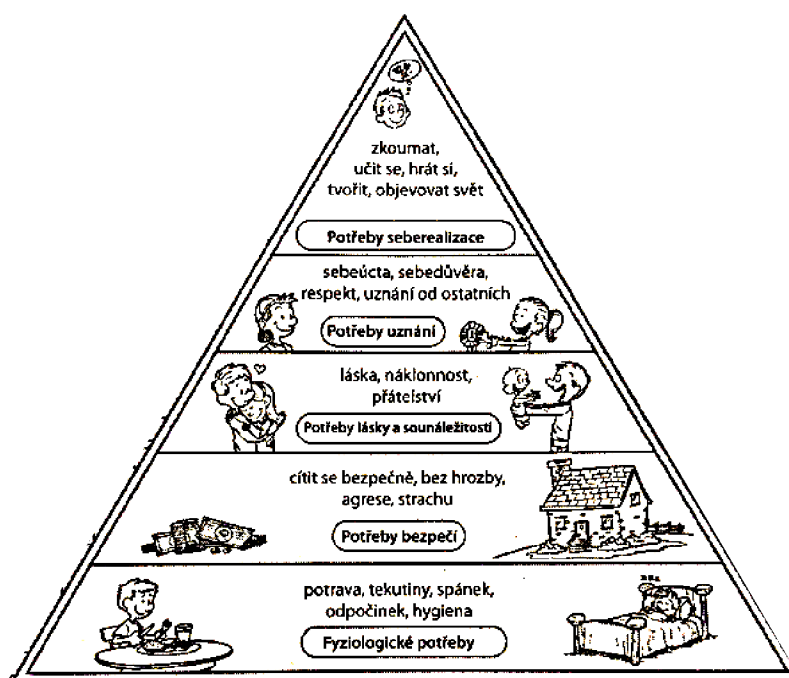 zkoumat,
učit se, hrát si,
tvořit, objevovat svět
Potřeby seberealizace
sebeúcta, sebedůvěra,
respekt, uznání od ostatních
Potřeby uznání
láska, náklonnost,
přátelství
Potřeby lásky a sounáležitosti
cítit se bezpečně, bez hrozby,
agrese, strachu
Potřeby bezpečí
potrava, tekutiny, spánek,
odpočinek, hygiena
Fyziologické potřeby